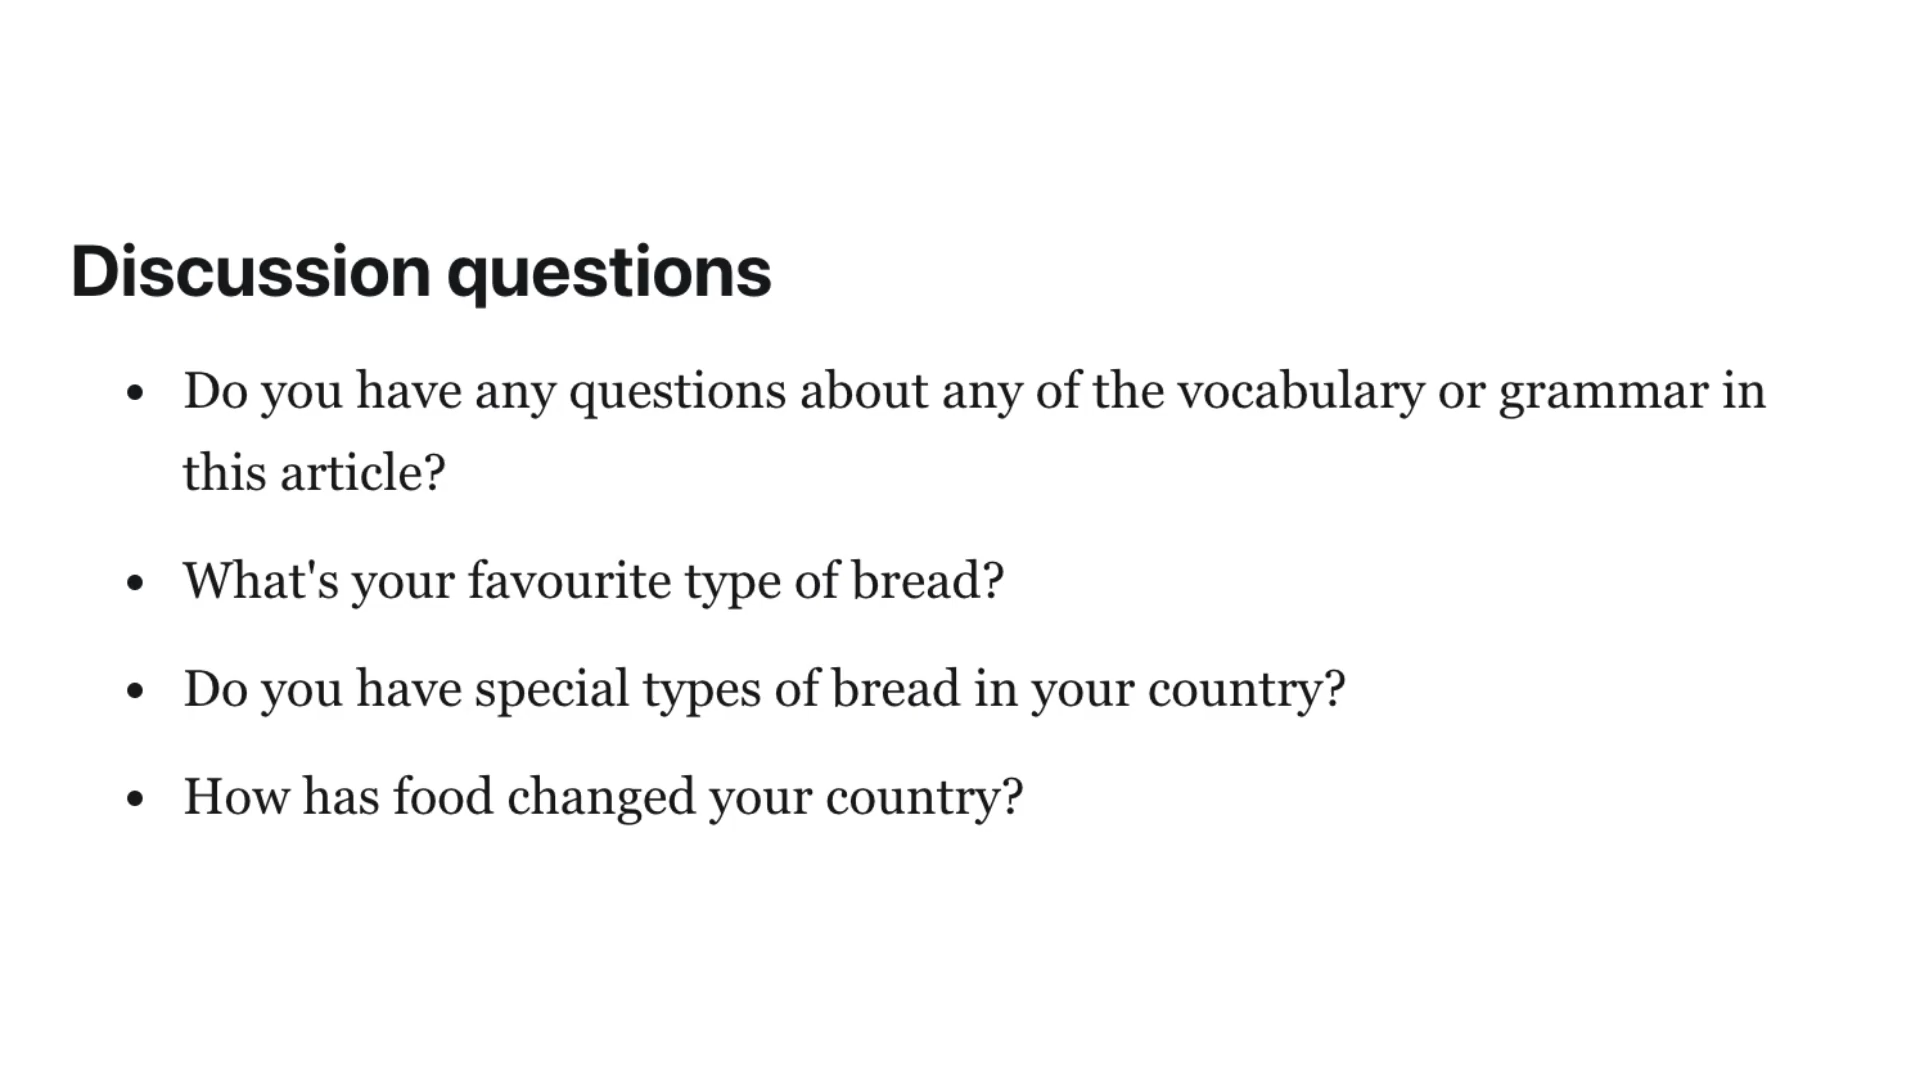 Discussion questions
• Do you have any questions about any of the vocabulary or grammar in
this article?
• What's your favourite type of bread?
• Do you have special types of bread in your country?
• How has food changed your country?